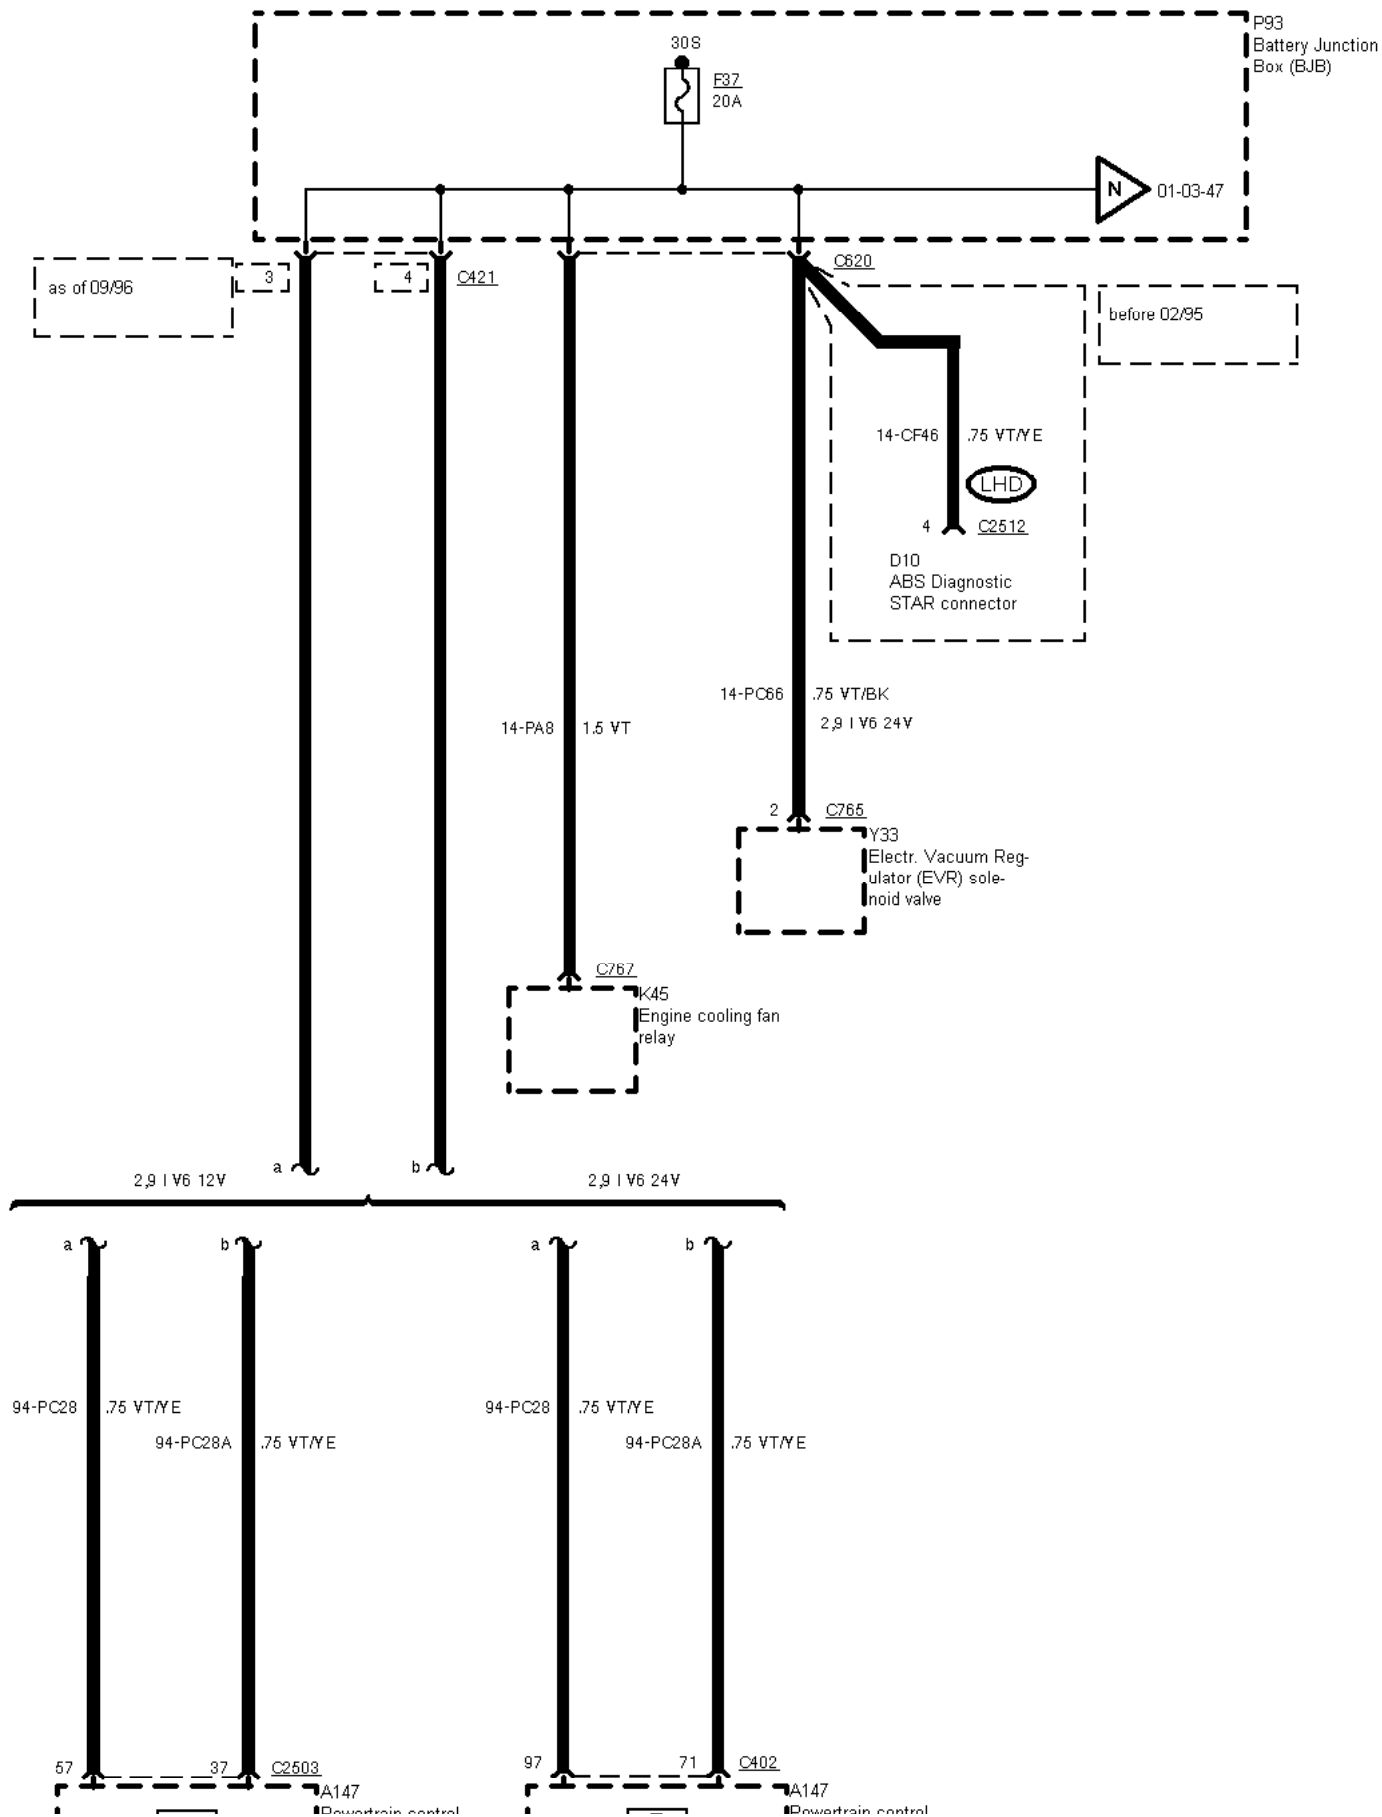 P93
Battery Junction
Box (BJB)
30S
F37
20A
N
01-03-47
as of 09/96
3
4
C421
C620
before 02/95
14-CF46
.75 VT/YE
LHD
4
C2512
D10
ABS Diagnostic
STAR connector
14-PC66
.75 VT/BK
2,9 l V6 24V
14-PA8
1.5 VT
2
C765
Y33
Electr. Vacuum Reg-
ulator (EVR) sole-
noid valve
C767
K45
Engine cooling fan
relay
a
b
2,9 l V6 12V
2,9 l V6 24V
a
b
a
b
94-PC28
.75 VT/YE
94-PC28
.75 VT/YE
94-PC28A
.75 VT/YE
94-PC28A
.75 VT/YE
57
37
C2503
97
71
C402
A147
Powertrain control
A147
Powertrain control